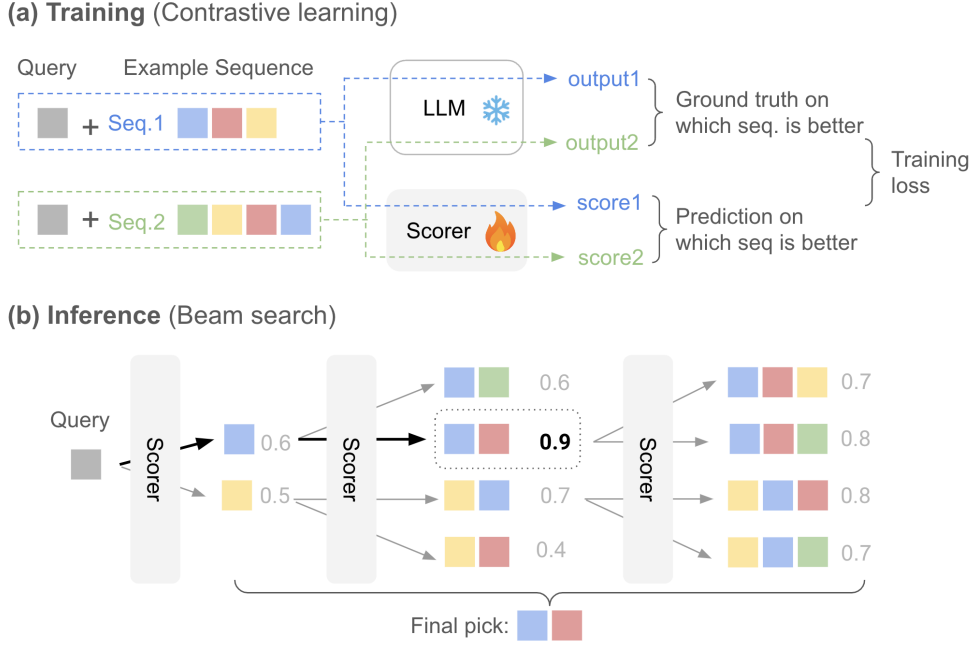 (a) Training (Contrastive learning)
Query
Example Sequence
+ Seq.1
+ Seq.2
LLM
Scorer
output1
output2
score1
score2
Ground truth on
which seq. is better
Prediction on
which seq is better
Training
loss
(b) Inference (Beam search)
Query
Scorer
0.6
0.5
Scorer
0.6
0.9
0.7
0.4
Scorer
0.7
0.8
0.8
0.7
Final pick: